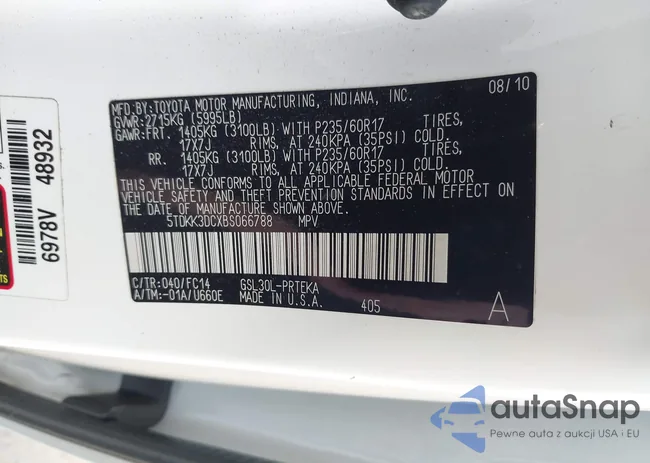 MFD.BY:TOYOTA MOTOR MANUFACTURING, INDIANA, INC. 08/10
GVWR:2715KG (5995LB)
GAWR:FRT. 1405KG (3100LB) WITH P235/60R17 TIRES,
17X7J RIMS, AT 240KPA (35PSI) COLD.
RR. 1405KG (3100LB) WITH P235/60R17 TIRES,
17X7J RIMS, AT 240KPA (35PSI) COLD.
THIS VEHICLE CONFORMS TO ALL APPLICABLE FEDERAL MOTOR
VEHICLE SAFETY AND THEFT PREVENTION STANDARDS IN EFFECT ON
THE DATE OF MANUFACTURE SHOWN ABOVE.
5TDKK3DCXBS066788 MPV
C/TR:040/FC14 GSL30L-PRTEKA
A/TM:-01A/U660E MADE IN U.S.A. 405 A
6978V 48932
autaSnap
Pewne auta z aukcji USA i EU